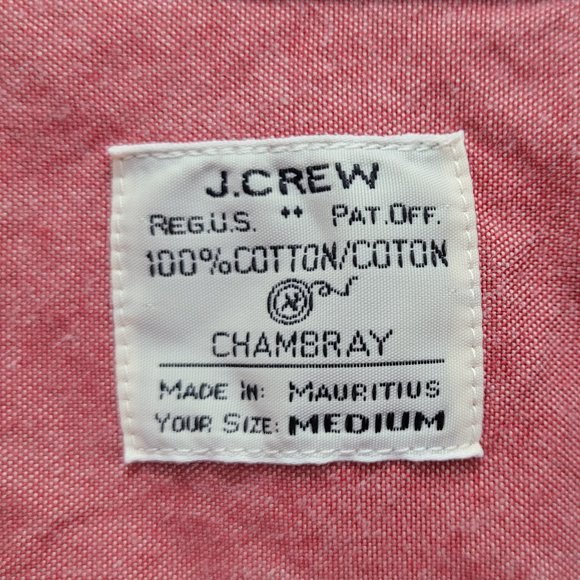 J.CREW
REG.U.S. ** PAT.OFF.
100%COTTON/COTON
CHAMBRAY
MADE IN: MAURITIUS
YOUR SIZE: MEDIUM